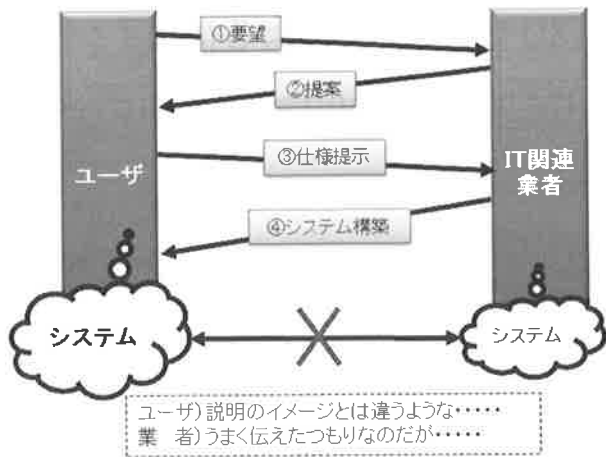 ①要望
②提案
③仕様提示
④システム構築
ユーザ
IT関連
業者
システム
システム
ユーザ）説明のイメージとは違うような・・・・・
業　者）うまく伝えたつもりなのだが・・・・・